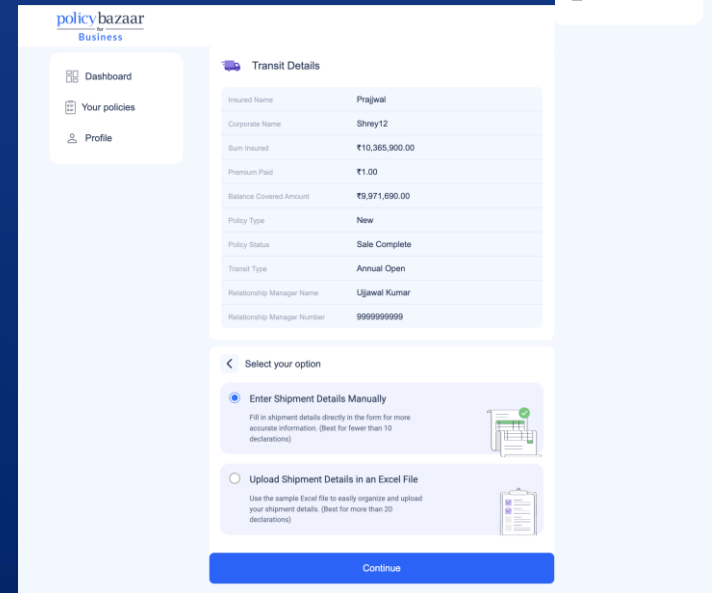 policybazaar
for
Business
Dashboard
Your policies
Profile
Transit Details
Insured Name Prajjwal
Corporate Name Shrey12
Sum Insured ₹10,365,900.00
Premium Paid ₹1.00
Balance Covered Amount ₹9,971,690.00
Policy Type New
Policy Status Sale Complete
Transit Type Annual Open
Relationship Manager Name Ujjawal Kumar
Relationship Manager Number 9999999999
Select your option
Enter Shipment Details Manually
Fill in shipment details directly in the form for more
accurate information. (Best for fewer than 10
declarations)
Upload Shipment Details in an Excel File
Use the sample Excel file to easily organize and upload
your shipment details. (Best for more than 20
declarations)
Continue